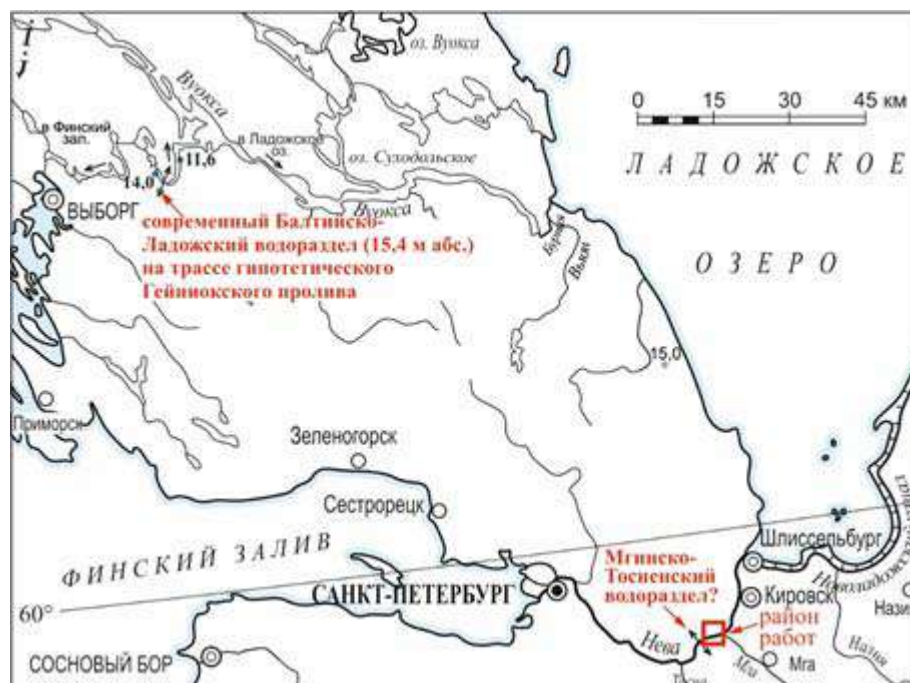 оз. Вуокса
Вуокса
0 15 30 45 км
в Финский
зал.
в Ладожское
оз.
11,6
оз. Суходольское
ЛАДОЖСКОЕ
14,0
ВЫБОРГ
Вуокса
современный Балтийско-
Ладожский водораздел (15,4 м абс.)
на трассе гипотетического
Гейниокского пролива
Бурная
Вьюн
ОЗЕРО
15,0
Приморск
Зеленогорск
Сестрорецк
ФИНСКИЙ ЗАЛИВ
Шлиссельбург
Новоладожский
канал
60°
САНКТ-ПЕТЕРБУРГ
Мгинско-
Тосненский
водораздел?
Кировск
Назия
район
работ
Нева
Мга
Мга
СОСНОВЫЙ БОР